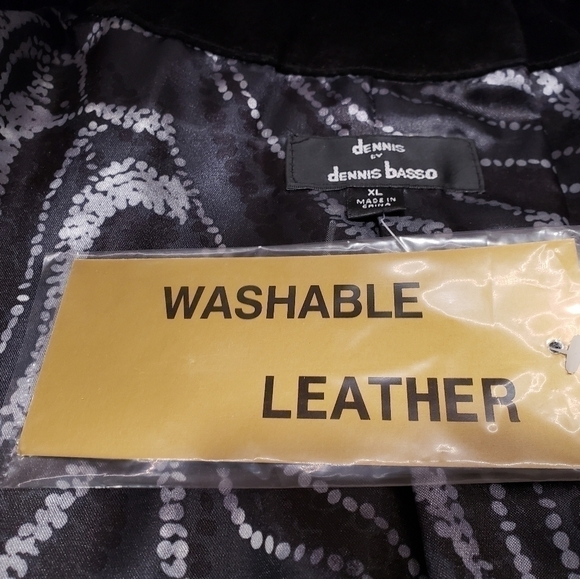 dennis
BY
dennis basso
XL
MADE IN
CHINA
WASHABLE
LEATHER